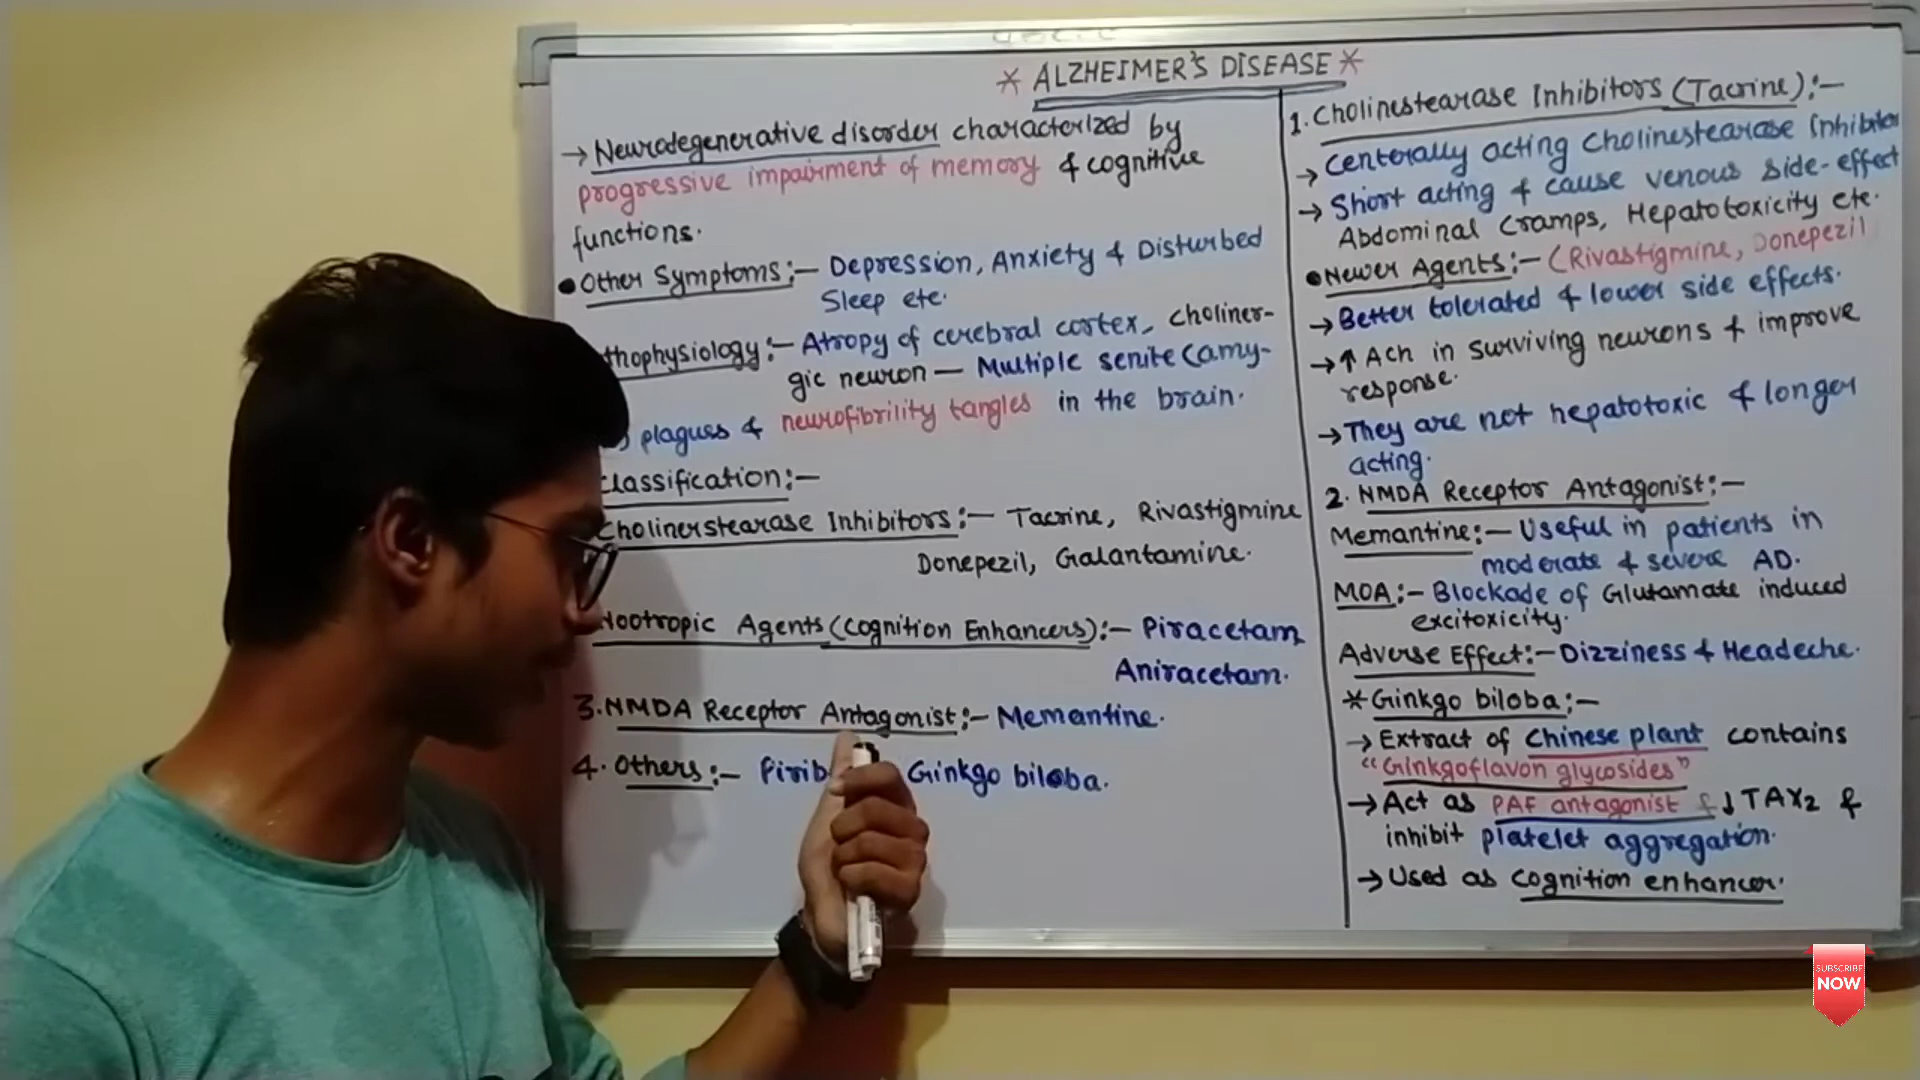 * ALZHEIMER'S DISEASE *
→ Neurodegenerative disorder characterized by
progressive impairment of memory & cognitive
functions.
• Other Symptoms:- Depression, Anxiety & Disturbed
Sleep etc.
thophysiology:- Atropy of cerebral cortex, choliner-
gic neuron - Multiple senite (amy-
) plaguss & neurofibrility tangles in the brain.
classification:-
Cholinerstearase Inhibitors:- Tacrine, Rivastigmine
Donepezil, Galantamine.
Nootropic Agents (Cognition Enhancers):- Piracetam
Aniracetam.
3. NMDA Receptor Antagonist:- Memantine.
4. Others:- Pirib Ginkgo biloba.
1. Cholinestearase Inhibitors (Tacrine):-
→ Centerally acting Cholinestearase Inhibitor
→ Short acting & cause venous side-effect
Abdominal Cramps, Hepatotoxicity etc.
• Newer Agents:- (Rivastigmine, Donepezil)
→ Better tolerated & lower side effects.
→ ↑ Ach in surviving neurons & improve
response.
→ They are not hepatotoxic & longer
acting.
2. NMDA Receptor Antagonist:-
Memantine:- Useful in patients in
moderate & severe AD.
MOA:- Blockade of Glutamate induced
excitoxicity.
Adverse Effect:- Dizziness & Headeche.
* Ginkgo biloba:-
→ Extract of Chinese plant contains
"Ginkgoflavon glycosides"
→ Act as PAF antagonist & ↓ TAX2 &
inhibit platelet aggregation.
→ Used as cognition enhancer.
SUBSCRIBE
NOW